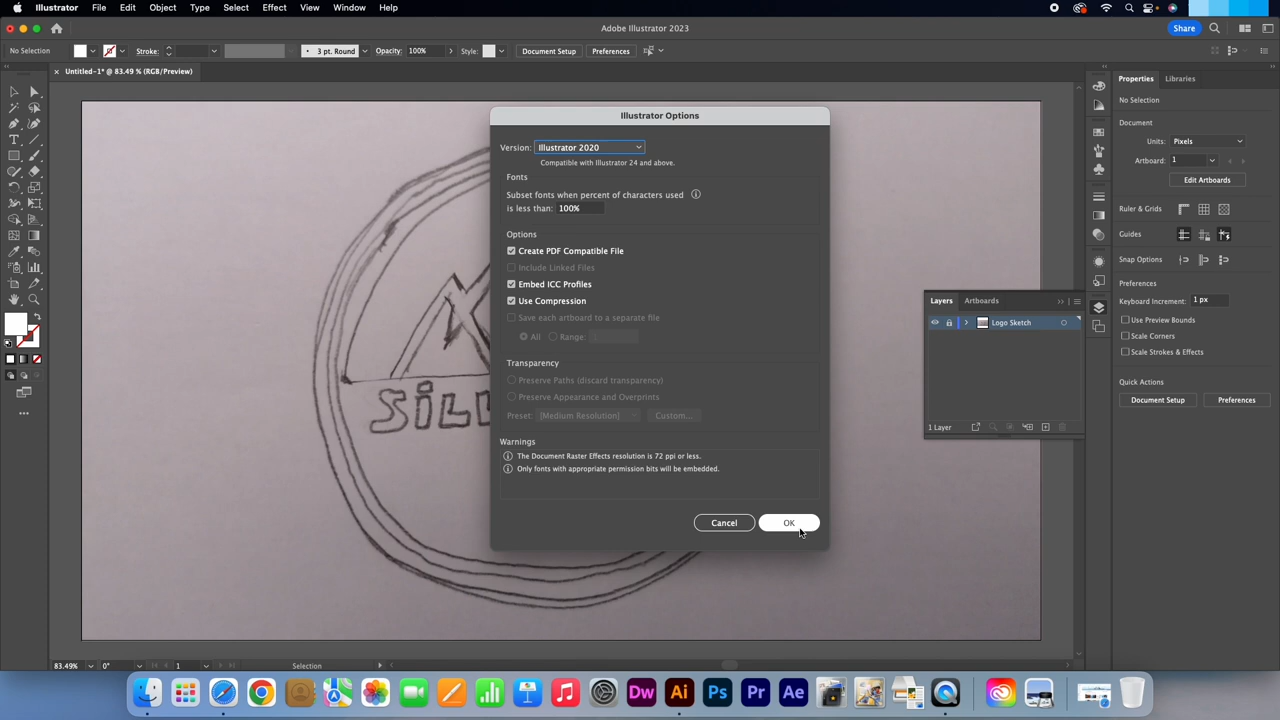 Illustrator File Edit Object Type Select Effect View Window Help
Adobe Illustrator 2023
Share
No Selection
Stroke:
3 pt. Round
Opacity: 100%
Style:
Document Setup
Preferences
× Untitled-1* @ 83.49 % (RGB/Preview)
Illustrator Options
Version: Illustrator 2020
Compatible with Illustrator 24 and above.
Fonts
Subset fonts when percent of characters used
is less than: 100%
Options
Create PDF Compatible File
Include Linked Files
Embed ICC Profiles
Use Compression
Save each artboard to a separate file
All Range:
Transparency
Preserve Paths (discard transparency)
Preserve Appearance and Overprints
Preset: [Medium Resolution] Custom...
Warnings
The Document Raster Effects resolution is 72 ppi or less.
Only fonts with appropriate permission bits will be embedded.
Cancel OK
SILL
Layers Artboards
Logo Sketch
1 Layer
Properties Libraries
No Selection
Document
Units: Pixels
Artboard: 1
Edit Artboards
Ruler & Grids
Guides
Snap Options
Preferences
Keyboard Increment: 1 px
Use Preview Bounds
Scale Corners
Scale Strokes & Effects
Quick Actions
Document Setup Preferences
83.49% 0° 1 Selection
Dw Ai Ps Pr Ae